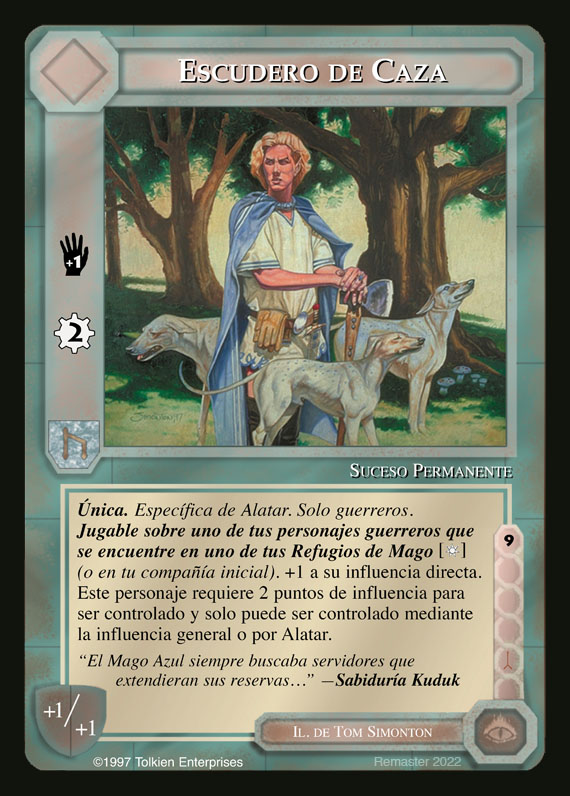 Escudero de Caza
+1
2
Suceso Permanente
Única. Específica de Alatar. Solo guerreros.
Jugable sobre uno de tus personajes guerreros que
se encuentre en uno de tus Refugios de Mago [ ]
(o en tu compañía inicial). +1 a su influencia directa.
Este personaje requiere 2 puntos de influencia para
ser controlado y solo puede ser controlado mediante
la influencia general o por Alatar.
“El Mago Azul siempre buscaba servidores que
extendieran sus reservas…” —Sabiduría Kuduk
9
+1/+1
Il. de Tom Simonton
©1997 Tolkien Enterprises
Remaster 2022